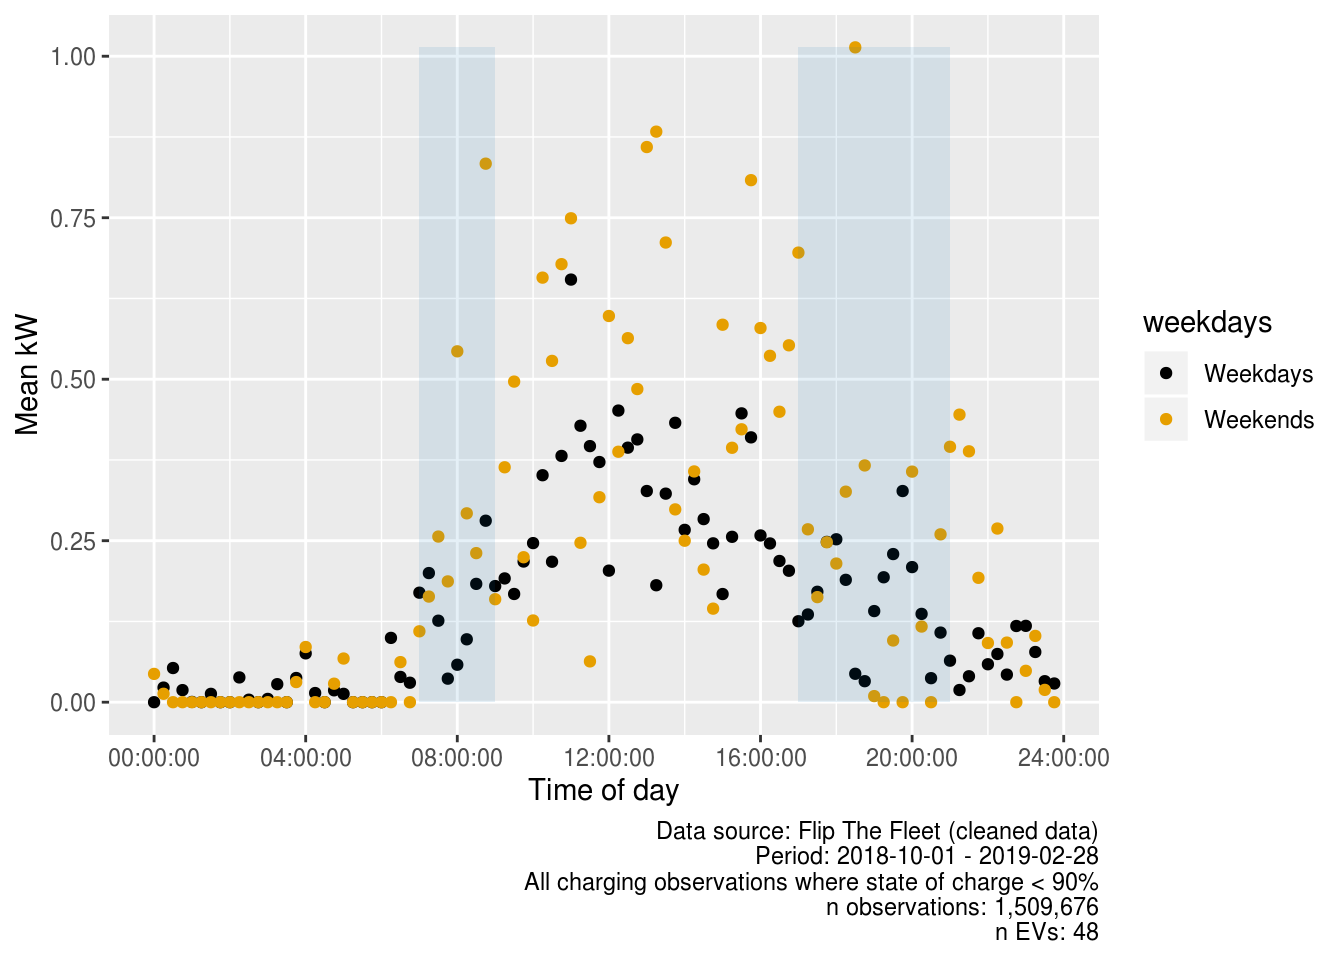 1.00
0.75
0.50
0.25
0.00
Mean kW
00:00:00 04:00:00 08:00:00 12:00:00 16:00:00 20:00:00 24:00:00
Time of day
weekdays
Weekdays
Weekends
Data source: Flip The Fleet (cleaned data)
Period: 2018-10-01 - 2019-02-28
All charging observations where state of charge < 90%
n observations: 1,509,676
n EVs: 48